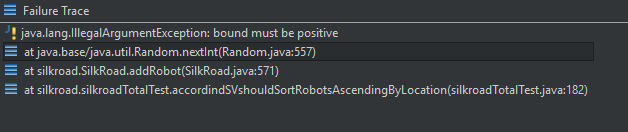 Failure Trace
java.lang.IllegalArgumentException: bound must be positive
at java.base/java.util.Random.nextInt(Random.java:557)
at silkroad.SilkRoad.addRobot(SilkRoad.java:571)
at silkroad.silkroadTotalTest.accordindSVshouldSortRobotsAscendingByLocation(silkroadTotalTest.java:182)